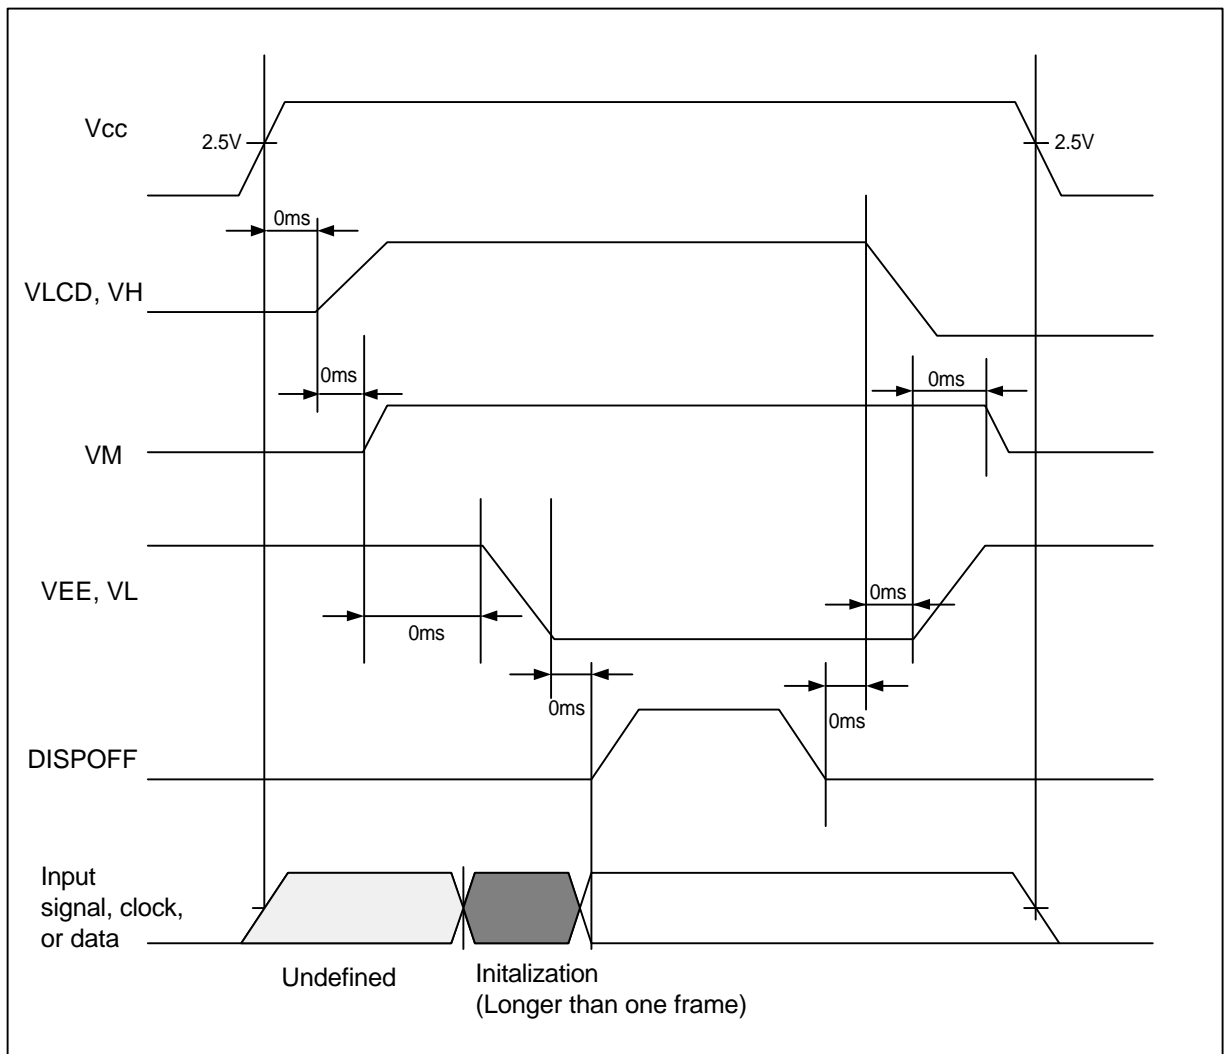 Vcc
2.5V
2.5V
0ms
VLCD, VH
0ms
0ms
VM
VEE, VL
0ms
0ms
0ms
0ms
DISPOFF
Input
signal, clock,
or data
Undefined
Initalization
(Longer than one frame)